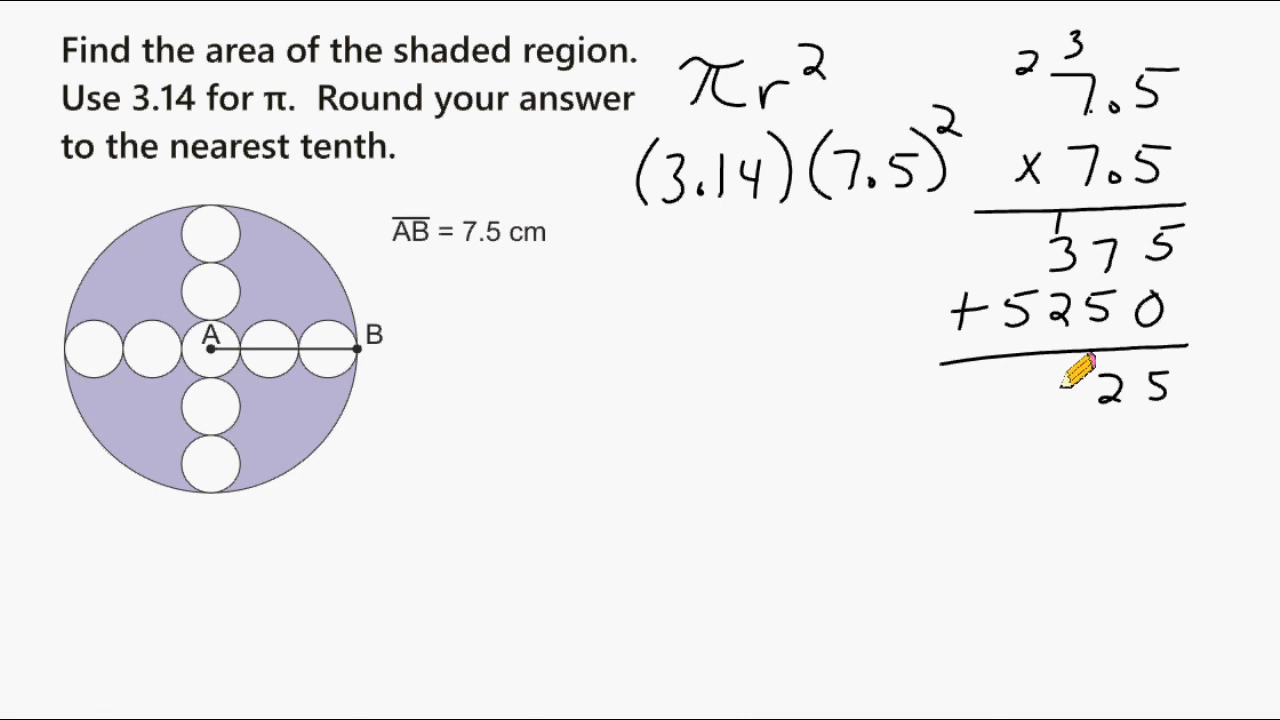 Find the area of the shaded region.
Use 3.14 for π. Round your answer
to the nearest tenth.
AB = 7.5 cm
A
B
πr²
(3.14)(7.5)²
2 3
7.5
x 7.5
1
375
+5250
25